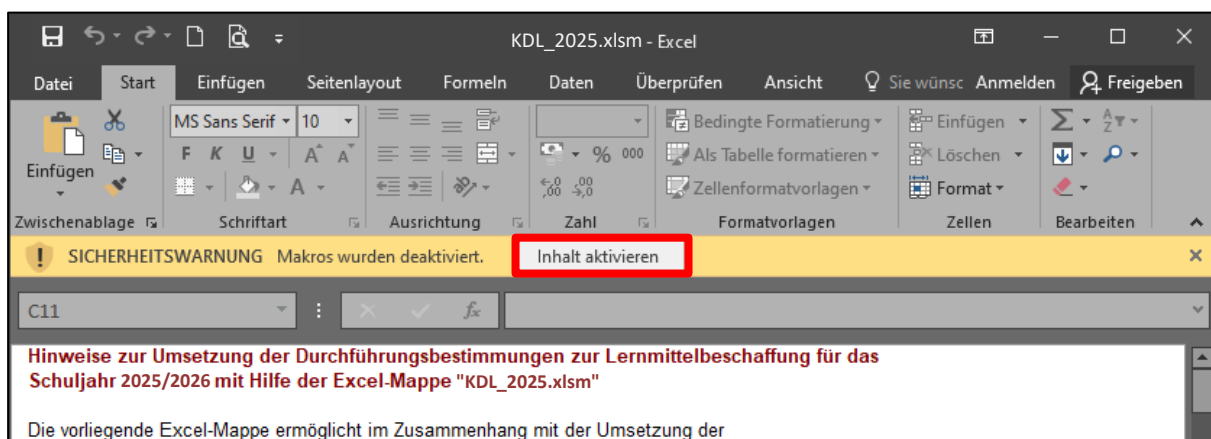 KDL_2025.xlsm - Excel
Datei Start Einfügen Seitenlayout Formeln Daten Überprüfen Ansicht Sie wünsc Anmelden Freigeben
MS Sans Serif 10 Bedingte Formatierung Einfügen Σ
Einfügen F K U A A % 000 Als Tabelle formatieren Löschen
A Zellenformatvorlagen Format
Zwischenablage Schriftart Ausrichtung Zahl Formatvorlagen Zellen Bearbeiten
SICHERHEITSWARNUNG Makros wurden deaktiviert. Inhalt aktivieren
C11 fx
Hinweise zur Umsetzung der Durchführungsbestimmungen zur Lernmittelbeschaffung für das
Schuljahr 2025/2026 mit Hilfe der Excel-Mappe "KDL_2025.xlsm"
Die vorliegende Excel-Mappe ermöglicht im Zusammenhang mit der Umsetzung der